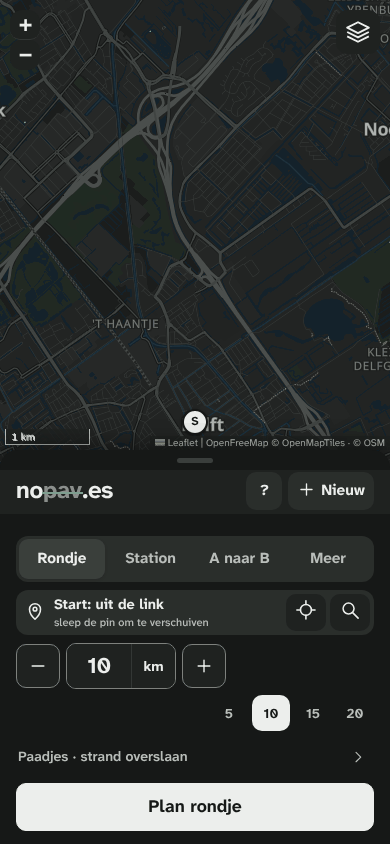 +
−
Noo
'T HAANTJE
KLE
DELFG
S
lft
1 km
Leaflet | OpenFreeMap © OpenMapTiles · © OSM
nopav.es
?
+ Nieuw
Rondje
Station
A naar B
Meer
Start: uit de link
sleep de pin om te verschuiven
− 10 km +
5 10 15 20
Paadjes · strand overslaan
Plan rondje